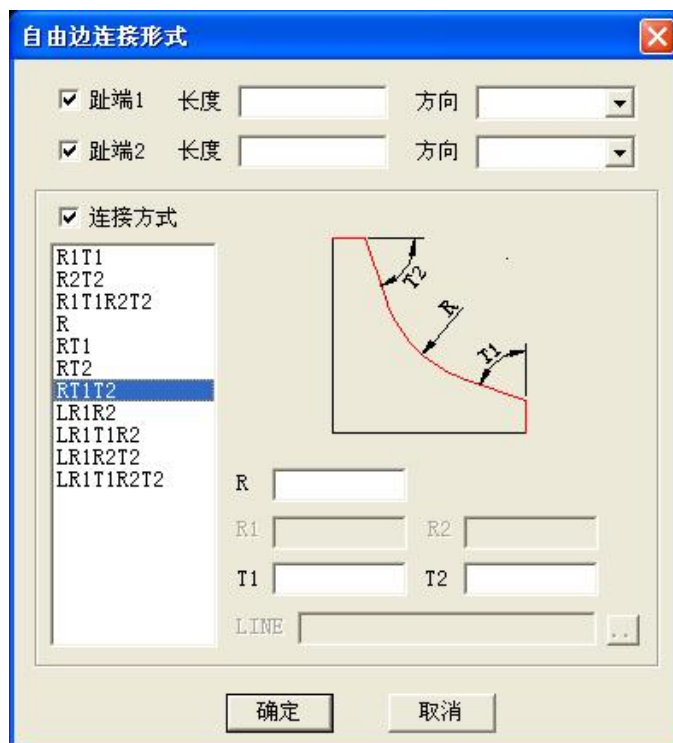 自由边连接形式
趾端1 长度 方向
趾端2 长度 方向
连接方式
R1T1
R2T2
R1T1R2T2
R
RT1
RT2
RT1T2
LR1R2
LR1T1R2
LR1R2T2
LR1T1R2T2
T2
R
T1
R
R1 R2
T1 T2
LINE ..
确定 取消